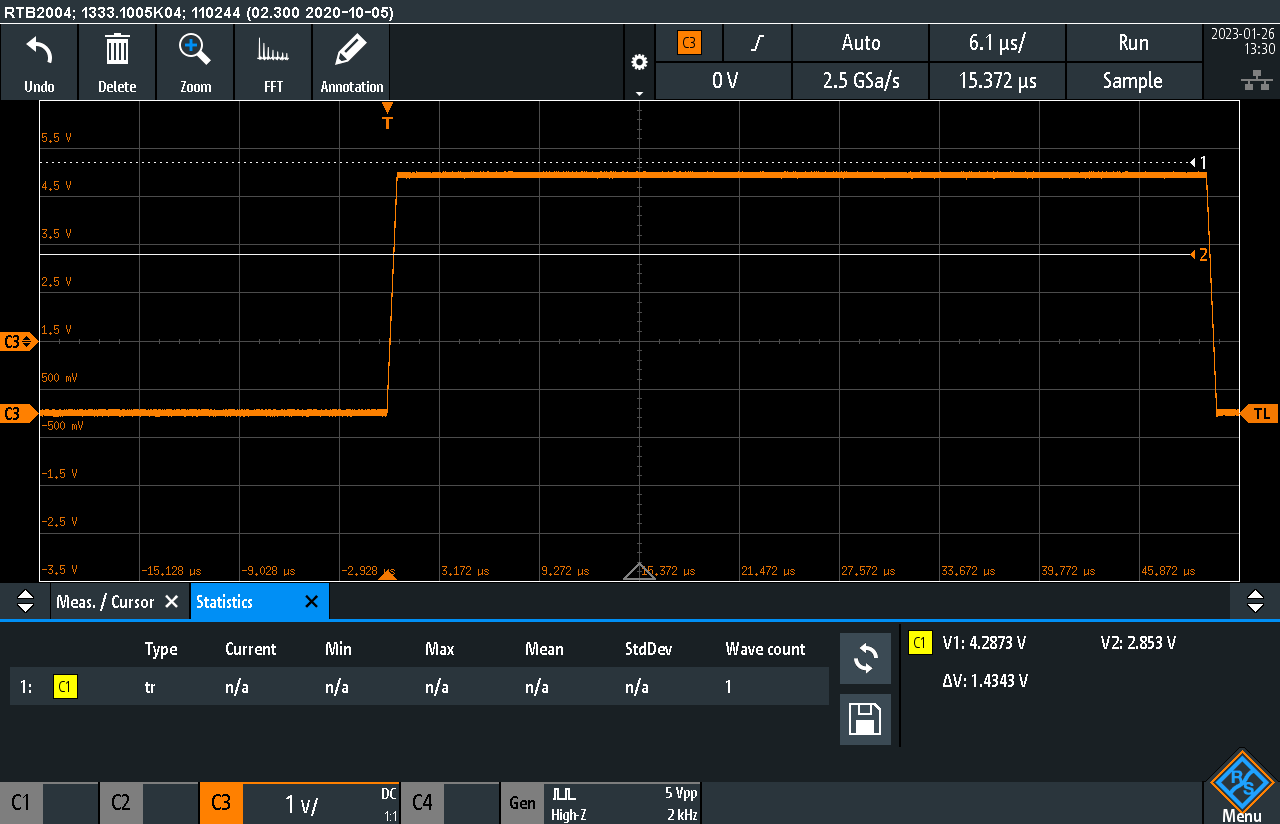 RTB2004; 1333.1005K04; 110244 (02.300 2020-10-05)
Undo
Delete
Zoom
FFT
Annotation
C3
Auto
6.1 µs/
Run
0 V
2.5 GSa/s
15.372 µs
Sample
2023-01-26
13:30
T
5.5 V
4.5 V
3.5 V
2.5 V
1.5 V
500 mV
-500 mV
-1.5 V
-2.5 V
-3.5 V
1
2
C3
C3
TL
-15.128 µs
-9.028 µs
-2.928 µs
3.172 µs
9.272 µs
15.372 µs
21.472 µs
27.572 µs
33.672 µs
39.772 µs
45.872 µs
Meas. / Cursor
Statistics
Type Current Min Max Mean StdDev Wave count
1: C1 tr n/a n/a n/a n/a n/a 1
C1 V1: 4.2873 V V2: 2.853 V
ΔV: 1.4343 V
C1
C2
C3
1 V/
DC
1:1
C4
Gen
High-Z
5 Vpp
2 kHz
R S
Menu